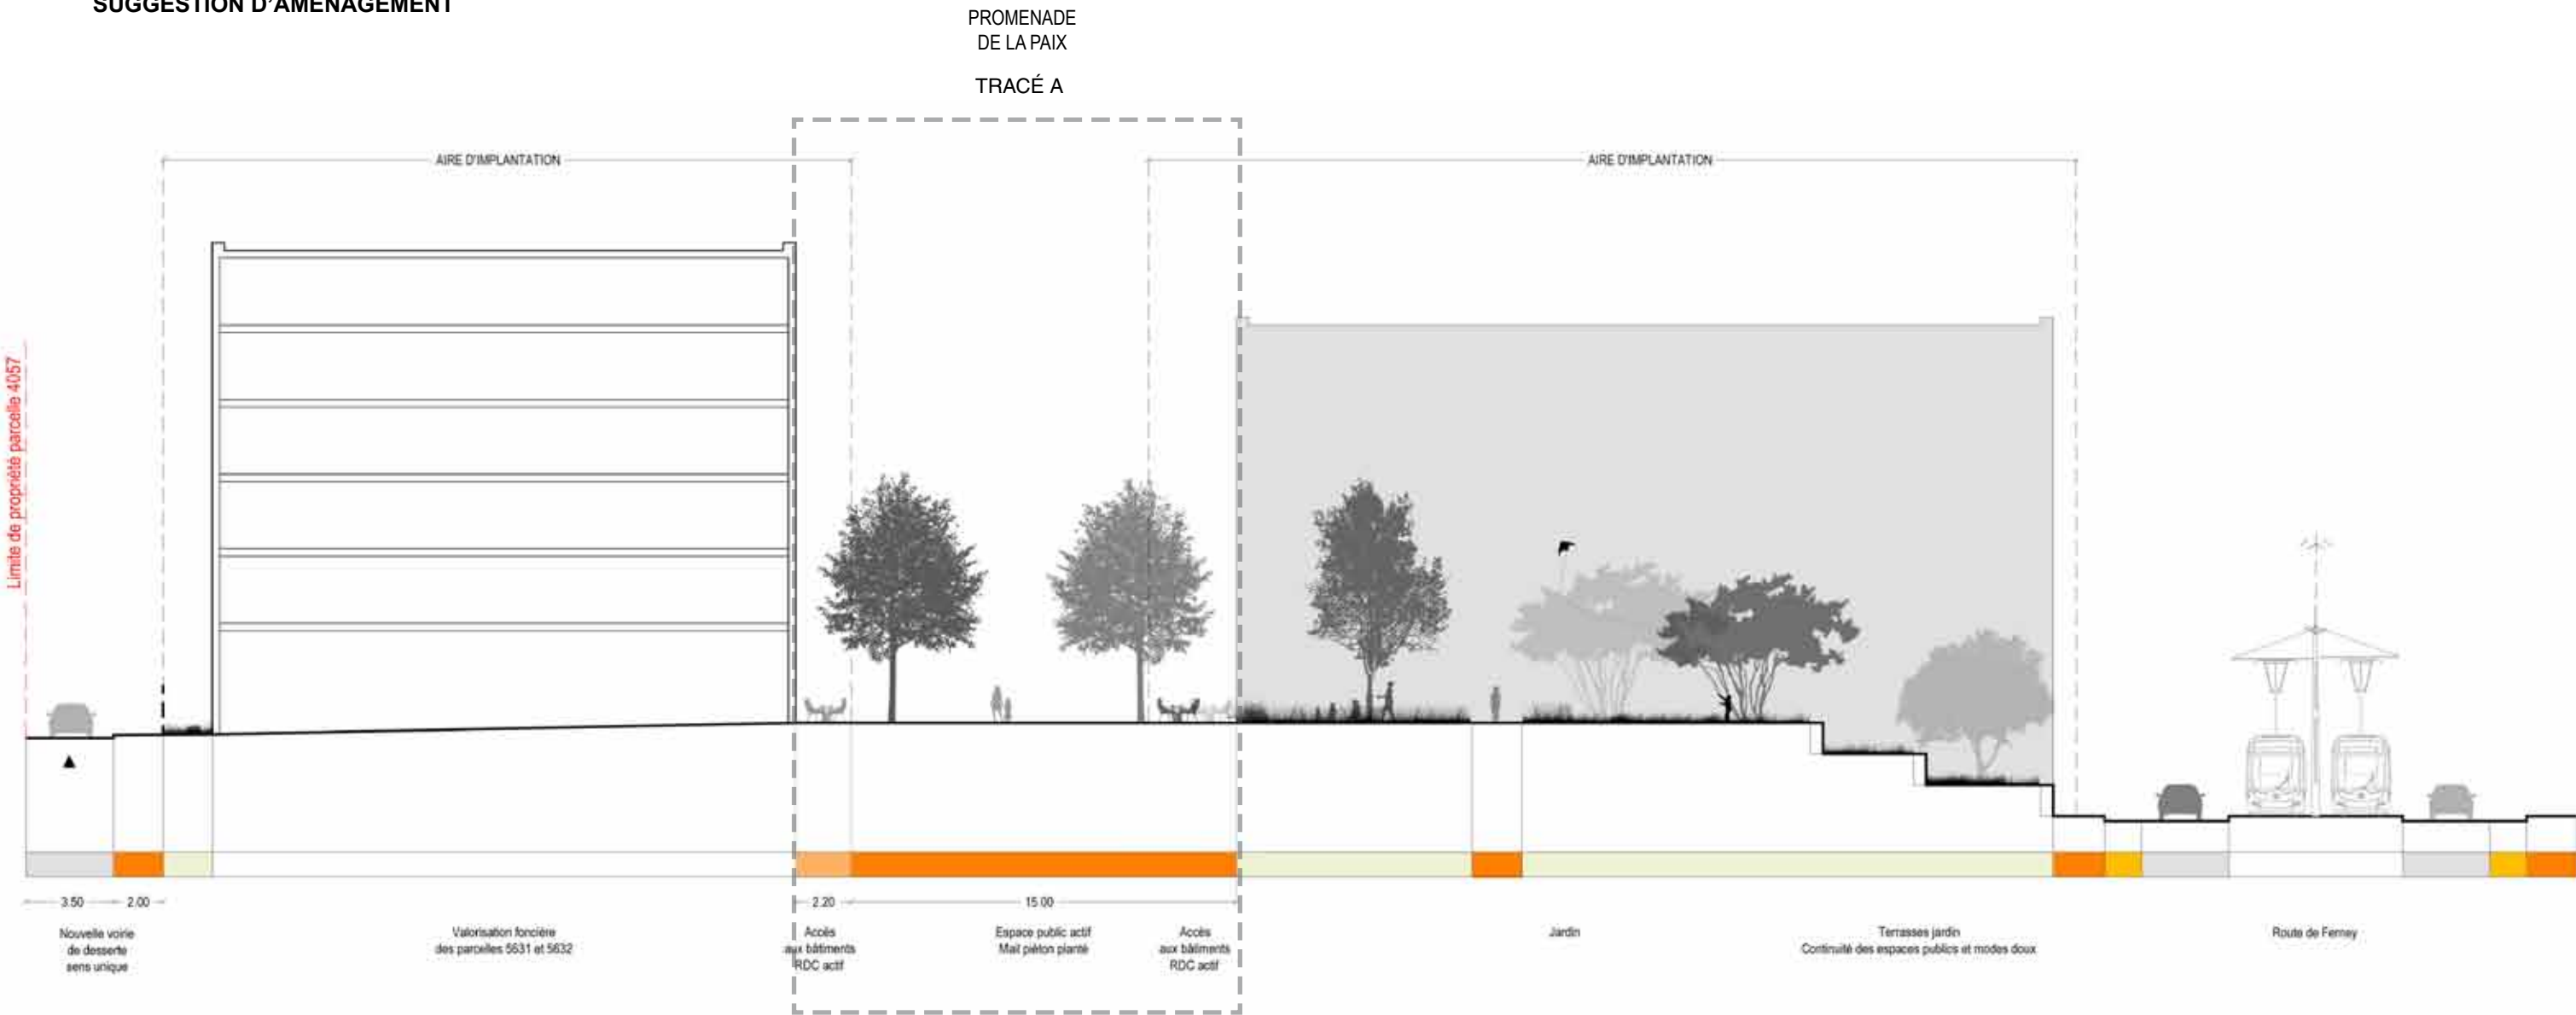 SUGGESTION D'AMÉNAGEMENT
PROMENADE
DE LA PAIX
TRACÉ A
AIRE D'IMPLANTATION
AIRE D'IMPLANTATION
Limite de propriété parcelle 4057
3.50
2.00
2.20
15.00
Nouvelle voirie
de desserte
sens unique
Valorisation foncière
des parcelles 5631 et 5632
Accès
aux bâtiments
RDC actif
Espace public actif
Mail piéton planté
Accès
aux bâtiments
RDC actif
Jardin
Terrasses jardin
Continuité des espaces publics et modes doux
Route de Ferney